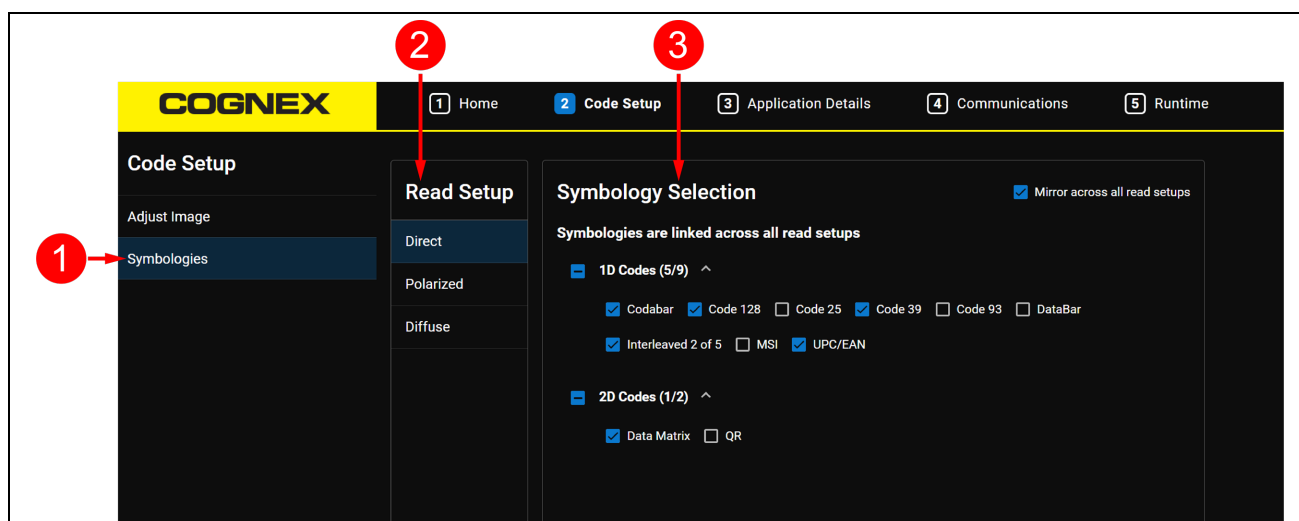 2 3
COGNEX 1 Home 2 Code Setup 3 Application Details 4 Communications 5 Runtime
Code Setup
Adjust Image
1 Symbologies
Read Setup
Direct
Polarized
Diffuse
Symbology Selection Mirror across all read setups
Symbologies are linked across all read setups
1D Codes (5/9)
Codabar Code 128 Code 25 Code 39 Code 93 DataBar
Interleaved 2 of 5 MSI UPC/EAN
2D Codes (1/2)
Data Matrix QR